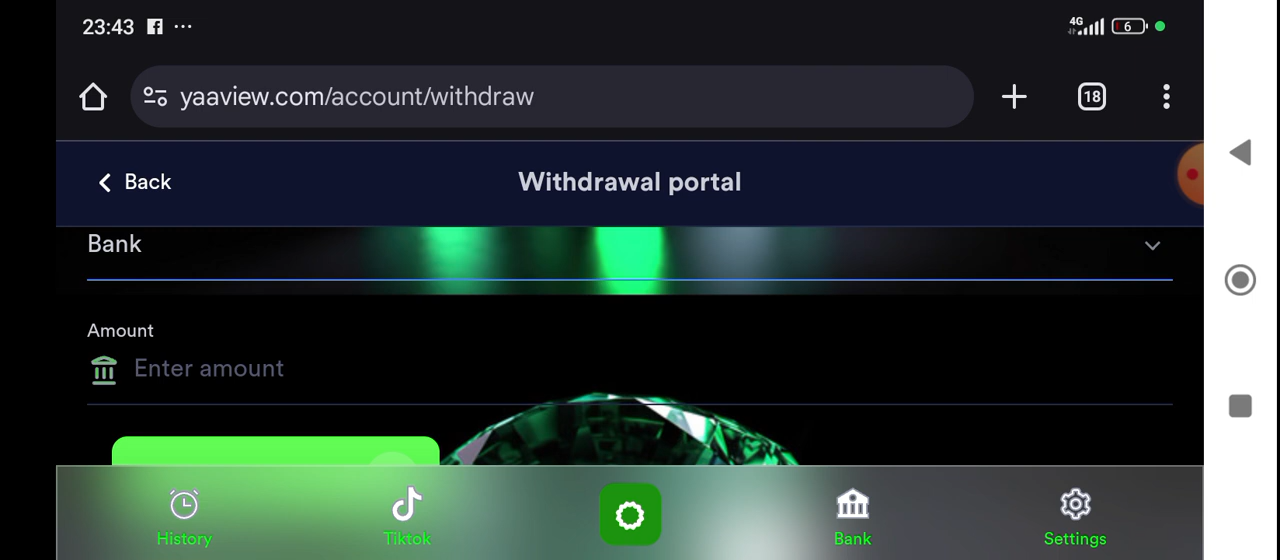 23:43
4G
6
yaaview.com/account/withdraw
18
Back
Withdrawal portal
Bank
Amount
Enter amount
History
Tiktok
Bank
Settings